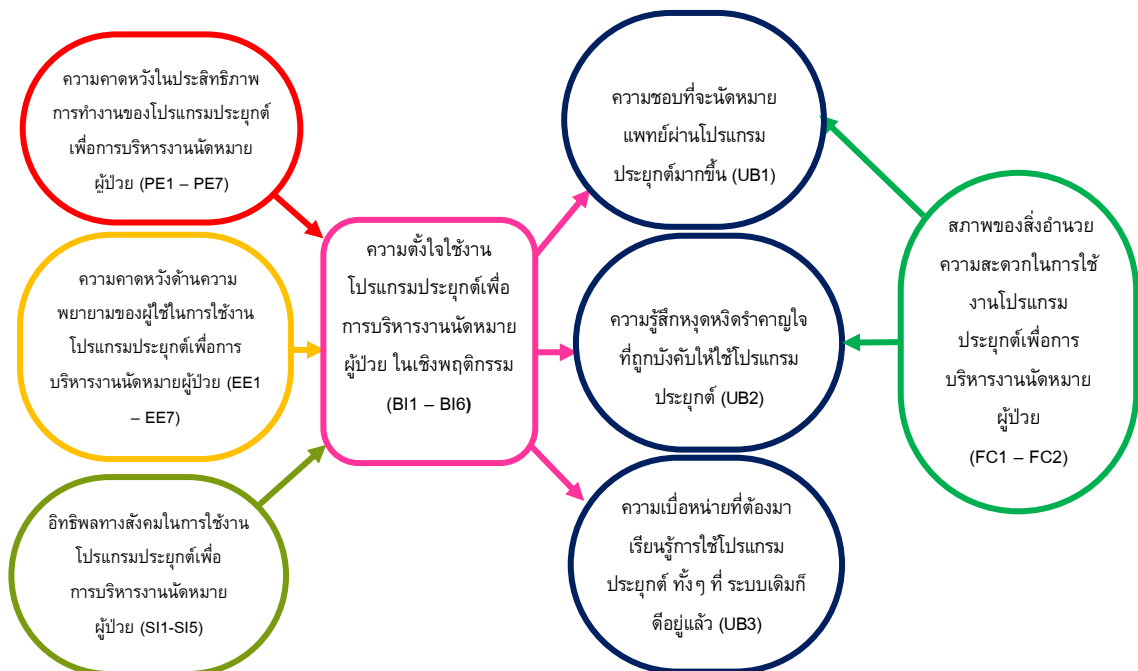 ความคาดหวังในประสิทธิภาพ
การทำงานของโปรแกรมประยุกต์
เพื่อการบริหารงานนัดหมาย
ผู้ป่วย (PE1 – PE7)
ความคาดหวังด้านความ
พยายามของผู้ใช้ในการใช้งาน
โปรแกรมประยุกต์เพื่อการ
บริหารงานนัดหมายผู้ป่วย (EE1
– EE7)
อิทธิพลทางสังคมในการใช้งาน
โปรแกรมประยุกต์เพื่อ
การบริหารงานนัดหมาย
ผู้ป่วย (SI1-SI5)
ความตั้งใจใช้งาน
โปรแกรมประยุกต์เพื่อ
การบริหารงานนัดหมาย
ผู้ป่วย ในเชิงพฤติกรรม
(BI1 – BI6)
ความชอบที่จะนัดหมาย
แพทย์ผ่านโปรแกรม
ประยุกต์มากขึ้น (UB1)
ความรู้สึกหงุดหงิดรำคาญใจ
ที่ถูกบังคับให้ใช้โปรแกรม
ประยุกต์ (UB2)
ความเบื่อหน่ายที่ต้องมา
เรียนรู้การใช้โปรแกรม
ประยุกต์ ทั้งๆ ที่ ระบบเดิมก็
ดีอยู่แล้ว (UB3)
สภาพของสิ่งอำนวย
ความสะดวกในการใช้
งานโปรแกรม
ประยุกต์เพื่อการ
บริหารงานนัดหมาย
ผู้ป่วย
(FC1 – FC2)